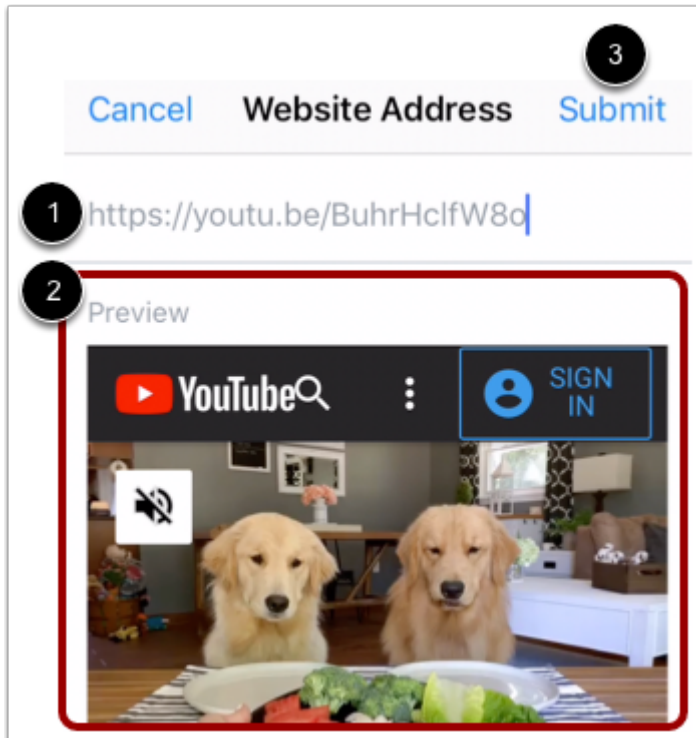 3
Cancel Website Address Submit
1 https://youtu.be/BuhrHclfW8o
2
Preview
YouTube SIGN
IN